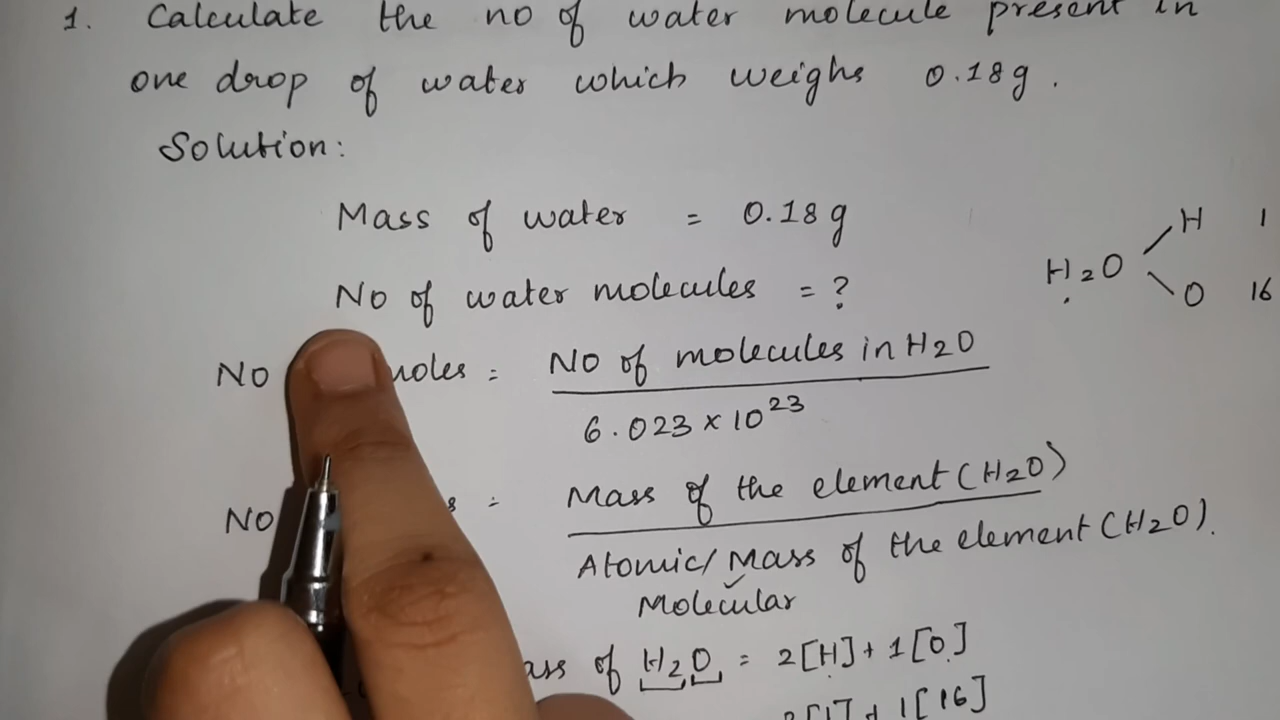 1. Calculate the no of water molecule present in
one drop of water which weighs 0.18g.
Solution:
Mass of water = 0.18g
No of water molecules = ?
H2O
H 1
O 16
No moles = No of molecules in H2O
6.023 x 10^23
No = Mass of the element (H2O)
Atomic/ Mass of the element (H2O).
Molecular
of H2O = 2[H] + 1[O]
2[1] + 1[16]